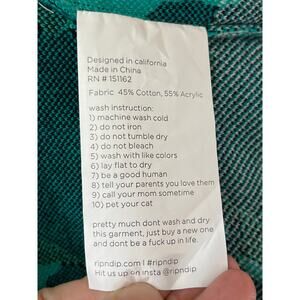 Designed in california
Made in China
RN # 151162
Fabric 45% Cotton, 55% Acrylic
wash instruction:
1) machine wash cold
2) do not iron
3) do not tumble dry
4) do not bleach
5) wash with like colors
6) lay flat to dry
7) be a good human
8) tell your parents you love them
9) call your mom sometime
10) pet your cat
pretty much dont wash and dry
this garment, just buy a new one
and dont be a fuck up in life.
ripndip.com | #ripndip
Hit us up on insta @ripndip